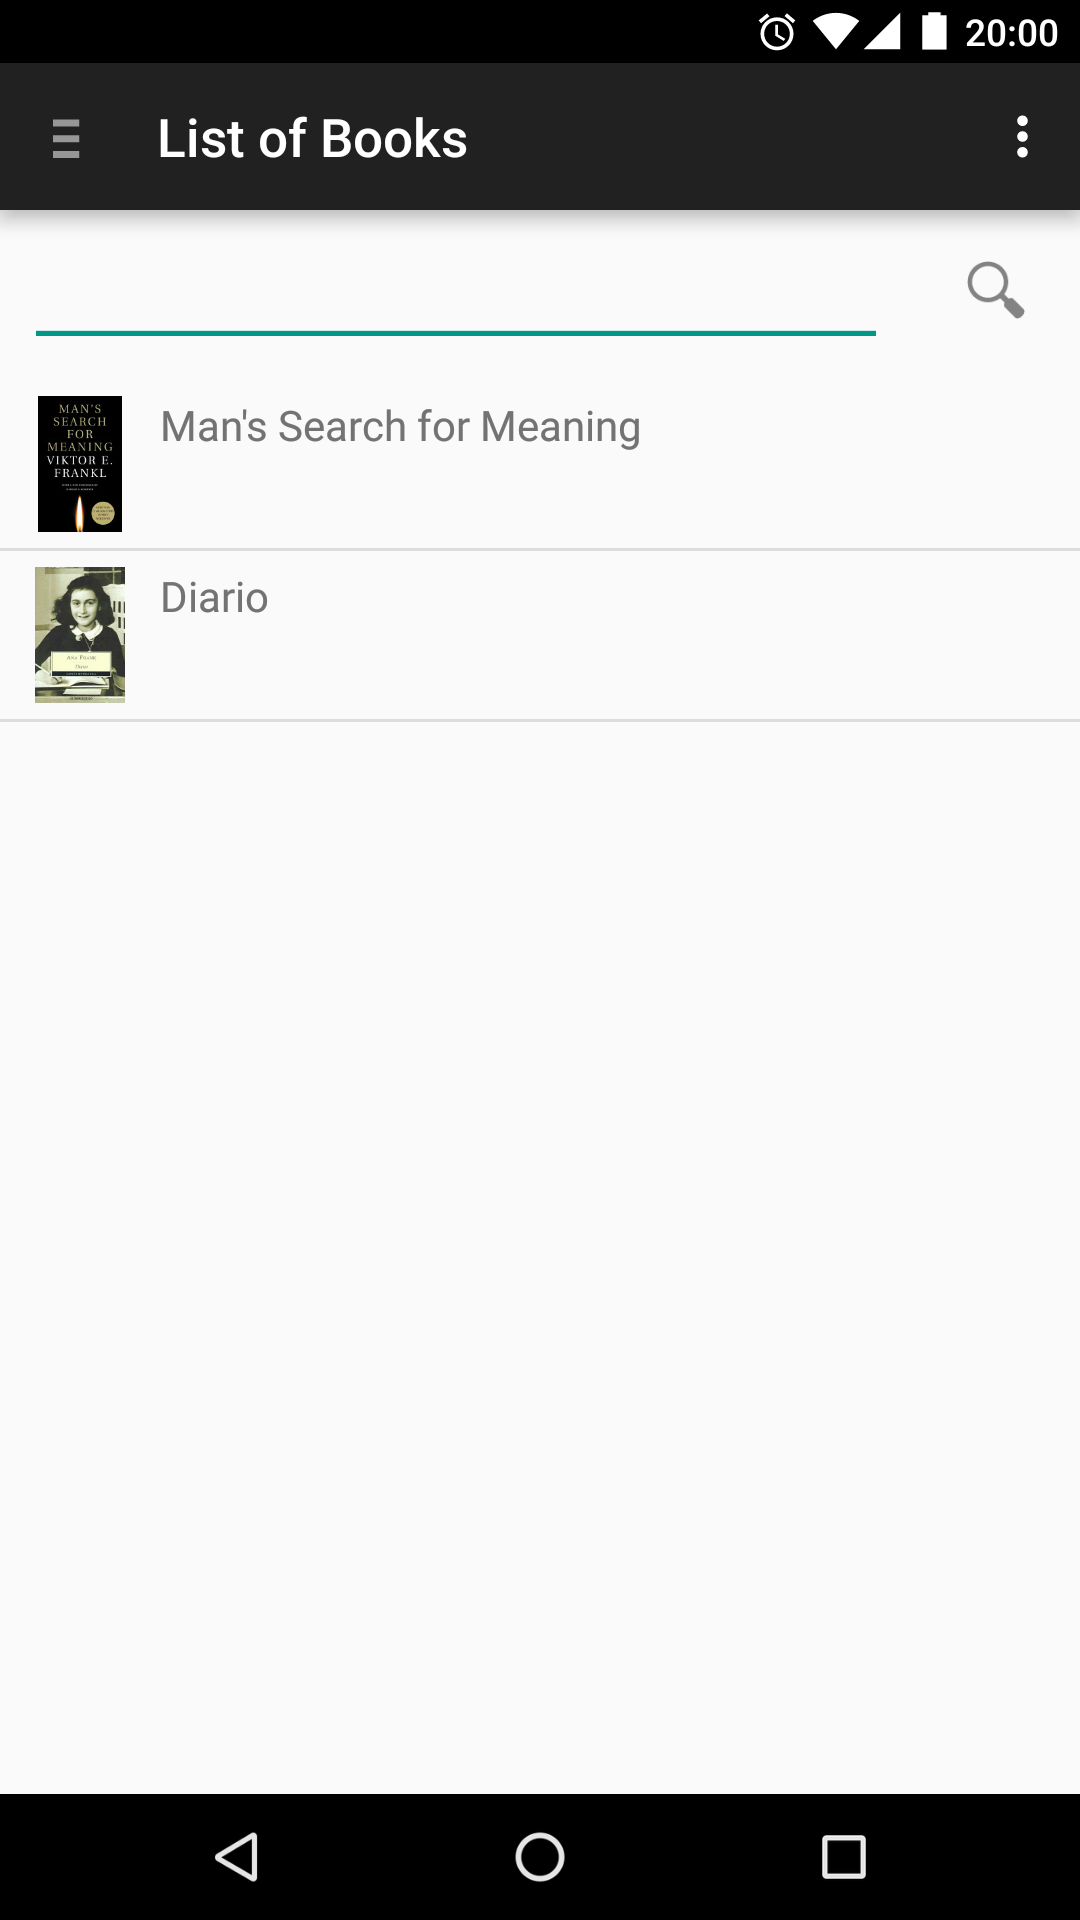 20:00
List of Books
MAN'S
SEARCH
FOR
MEANING
VIKTOR E.
FRANKL
Man's Search for Meaning
Diario
ANA FRANK
Diario